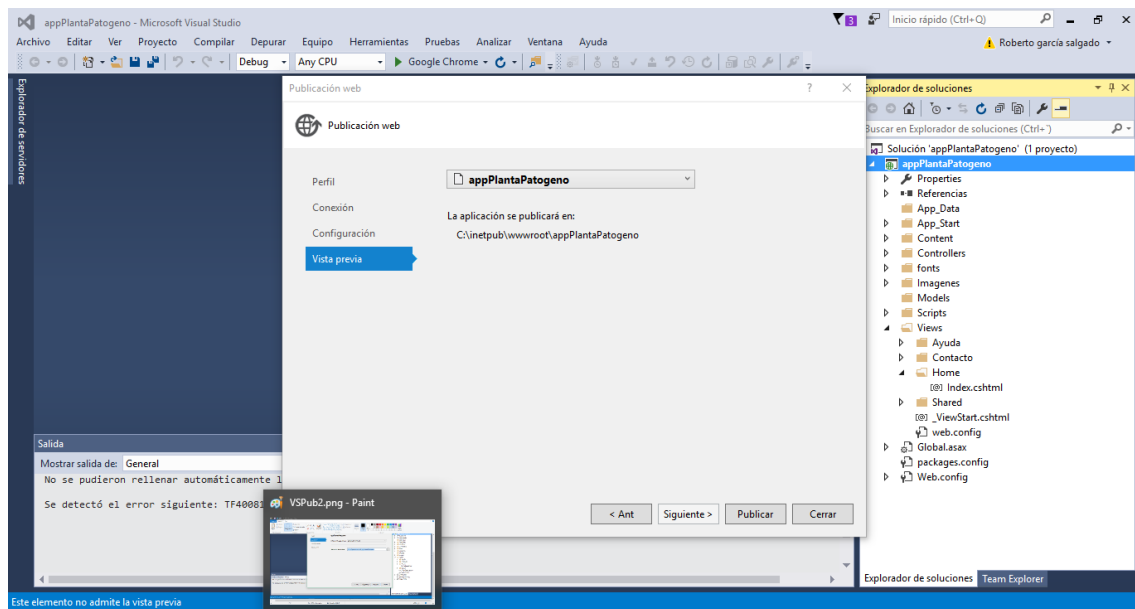 appPlantaPatogeno - Microsoft Visual Studio
3
Inicio rápido (Ctrl+Q)
Archivo Editar Ver Proyecto Compilar Depurar Equipo Herramientas Pruebas Analizar Ventana Ayuda
Roberto garcía salgado
Debug Any CPU Google Chrome
Explorador de servidores
Publicación web ?
Publicación web
Perfil
Conexión
Configuración
Vista previa
appPlantaPatogeno
La aplicación se publicará en:
C:\inetpub\wwwroot\appPlantaPatogeno
< Ant Siguiente > Publicar Cerrar
Explorador de soluciones
Buscar en Explorador de soluciones (Ctrl+¨)
Solución 'appPlantaPatogeno' (1 proyecto)
appPlantaPatogeno
Properties
Referencias
App_Data
App_Start
Content
Controllers
fonts
Imagenes
Models
Scripts
Views
Ayuda
Contacto
Home
Index.cshtml
Shared
_ViewStart.cshtml
web.config
Global.asax
packages.config
Web.config
Explorador de soluciones Team Explorer
Salida
Mostrar salida de: General
No se pudieron rellenar automáticamente
Se detectó el error siguiente: TF40081
VSPub2.png - Paint
Este elemento no admite la vista previa